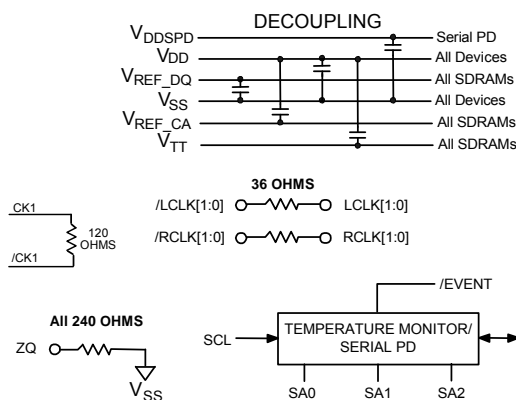 DECOUPLING
VDDSPD Serial PD
VDD All Devices
VREF_DQ All SDRAMs
VSS All Devices
VREF_CA All SDRAMs
VTT All SDRAMs
36 OHMS
/LCLK[1:0] LCLK[1:0]
/RCLK[1:0] RCLK[1:0]
CK1
120
OHMS
/CK1
All 240 OHMS
ZQ
VSS
/EVENT
SCL
TEMPERATURE MONITOR/
SERIAL PD
SA0 SA1 SA2